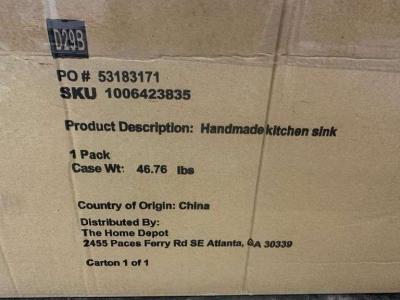 D29B
PO # 53183171
SKU 1006423835
Product Description: Handmade kitchen sink
1 Pack
Case Wt: 46.76 lbs
Country of Origin: China
Distributed By:
The Home Depot
2455 Paces Ferry Rd SE Atlanta, GA 30339
Carton 1 of 1